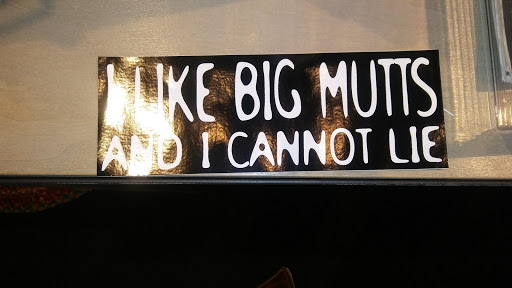 I LIKE BIG MUTTS
AND I CANNOT LIE